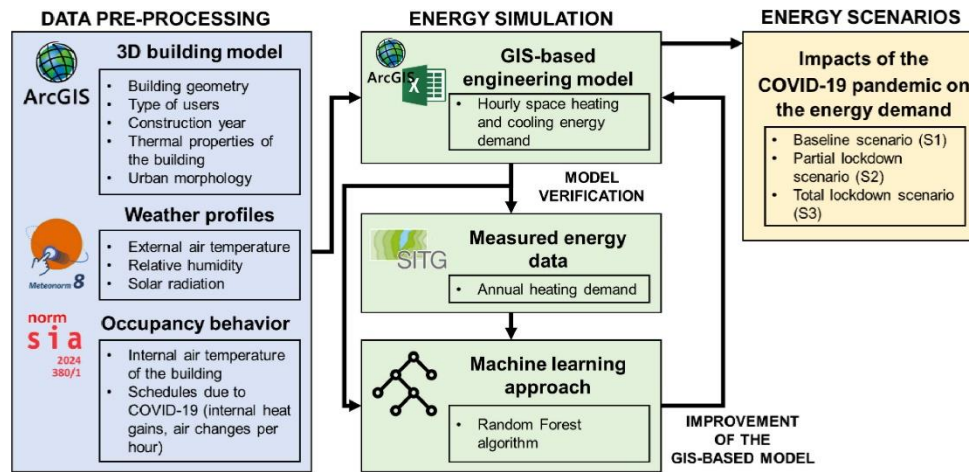 DATA PRE-PROCESSING
3D building model
ArcGIS
• Building geometry
• Type of users
• Construction year
• Thermal properties of
the building
• Urban morphology
Weather profiles
Meteonorm 8
• External air temperature
• Relative humidity
• Solar radiation
Occupancy behavior
norm
sia
2024
380/1
• Internal air temperature
of the building
• Schedules due to
COVID-19 (internal heat
gains, air changes per
hour)
ENERGY SIMULATION
GIS-based
engineering model
ArcGIS
X
• Hourly space heating
and cooling energy
demand
MODEL
VERIFICATION
Measured energy
data
SITG
• Annual heating demand
Machine learning
approach
• Random Forest
algorithm
IMPROVEMENT
OF THE
GIS-BASED MODEL
ENERGY SCENARIOS
Impacts of the
COVID-19 pandemic on
the energy demand
• Baseline scenario (S1)
• Partial lockdown
scenario (S2)
• Total lockdown scenario
(S3)